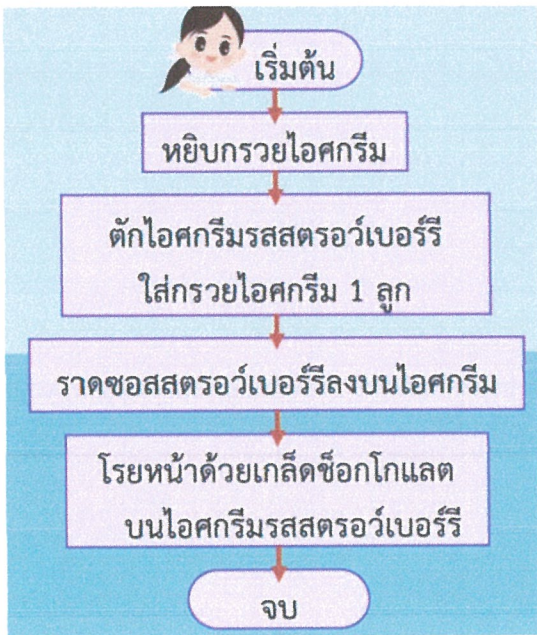 เริ่มต้น
หยิบกรวยไอศกรีม
ตักไอศกรีมรสสตรอว์เบอร์รี
ใส่กรวยไอศกรีม 1 ลูก
ราดซอสสตรอว์เบอร์รีลงบนไอศกรีม
โรยหน้าด้วยเกล็ดช็อกโกแลต
บนไอศกรีมรสสตรอว์เบอร์รี
จบ